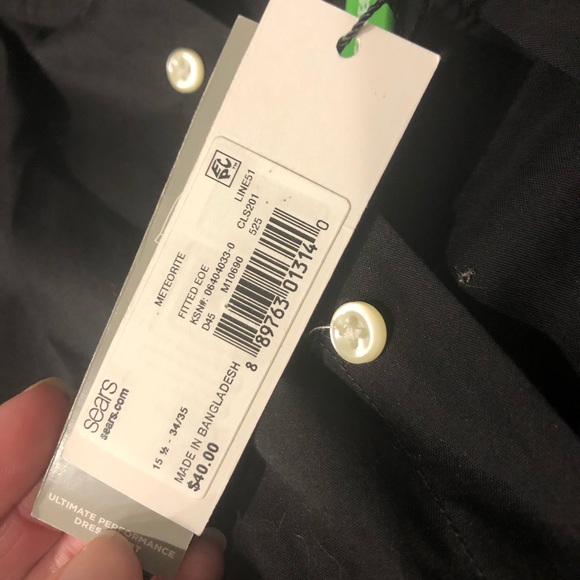 EPC™
LINE51
CLS201
525
METEORITE
FITTED EOE
KSN#: 06404033-0
D45 M10690
8 89763 01314 0
sears
sears.com
15 ½ - 34/35
MADE IN BANGLADESH
$40.00
ULTIMATE PERFORMANCE